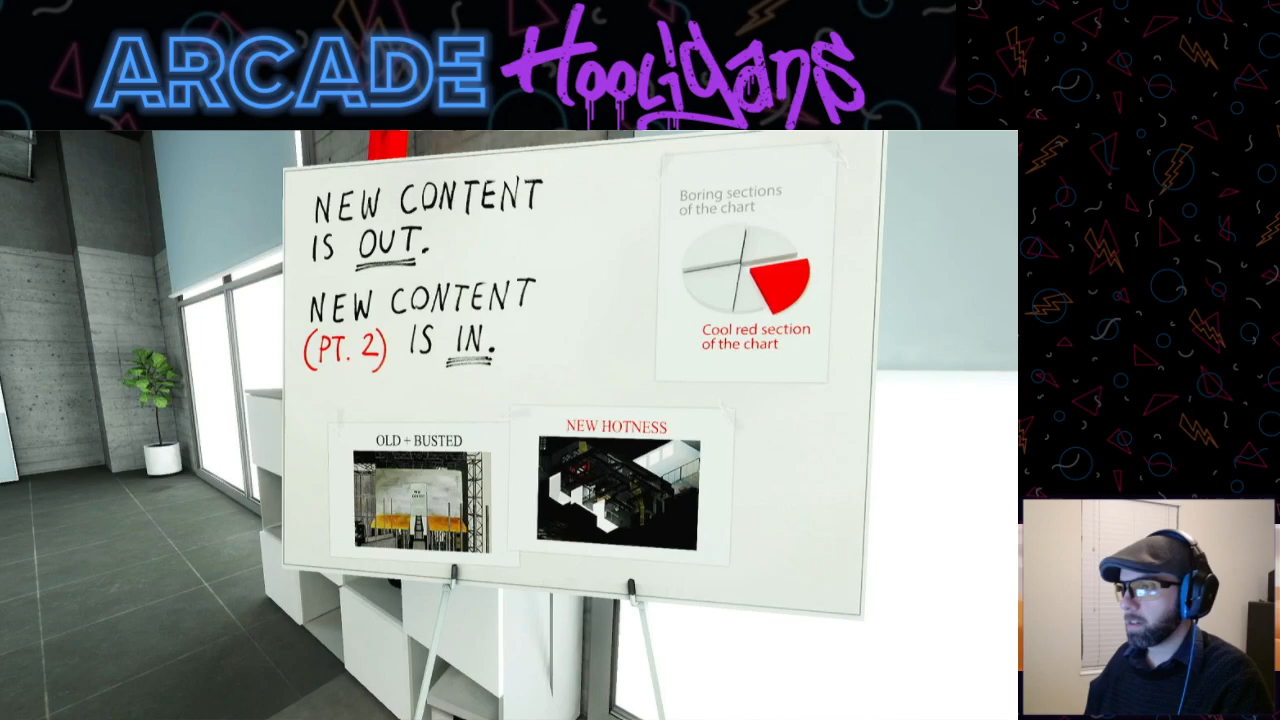 ARCADE Hooligans
NEW CONTENT
IS OUT.
NEW CONTENT
(PT. 2) IS IN.
Boring sections
of the chart
Cool red section
of the chart
OLD + BUSTED
NEW HOTNESS